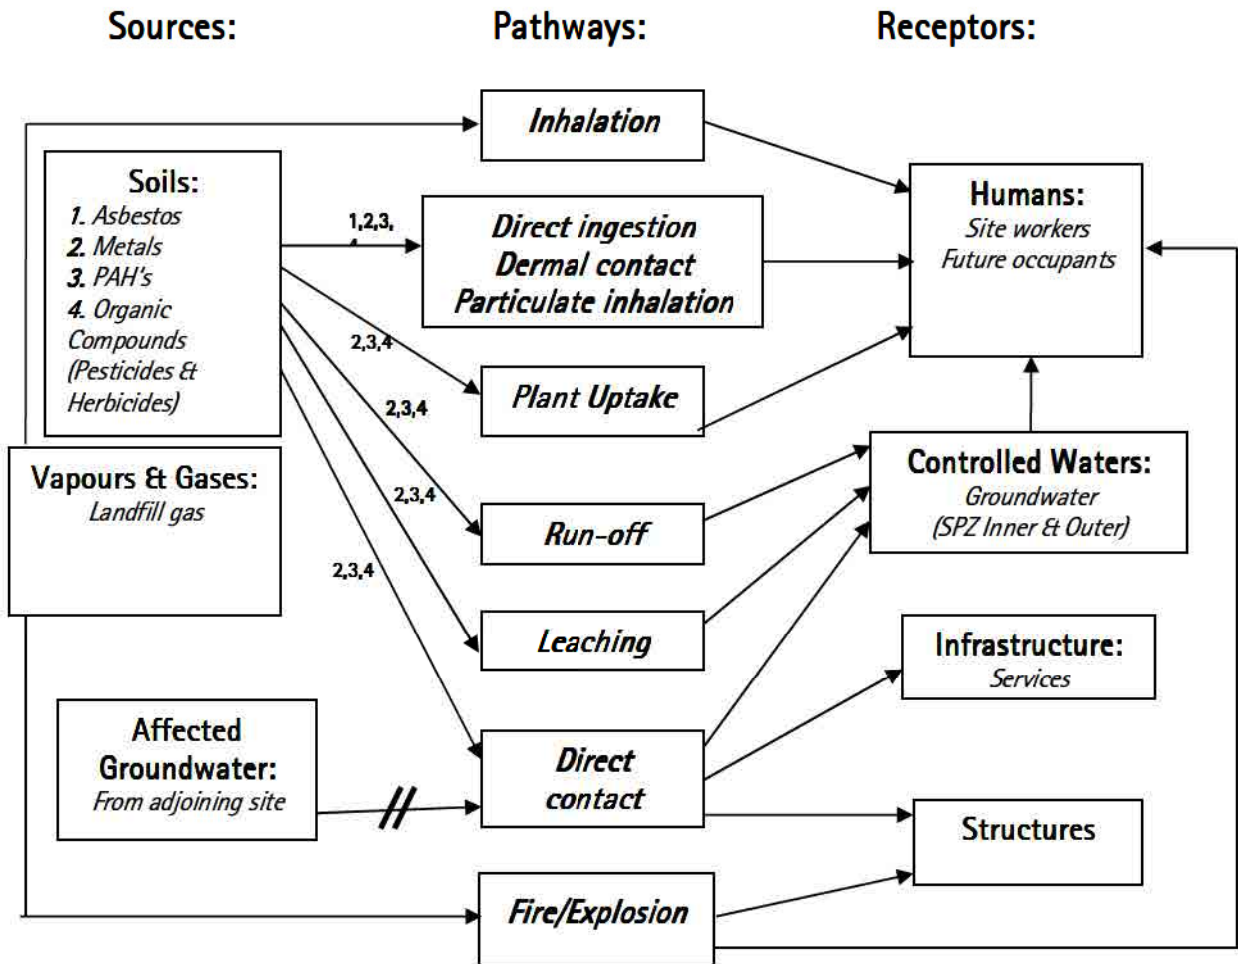 Sources:
Pathways:
Receptors:
Inhalation
Soils:
1. Asbestos
2. Metals
3. PAH's
4. Organic
Compounds
(Pesticides &
Herbicides)
1,2,3,
Direct ingestion
Dermal contact
Particulate inhalation
Humans:
Site workers
Future occupants
2,3,4
Plant Uptake
2,3,4
Vapours & Gases:
Landfill gas
2,3,4
Run-off
Controlled Waters:
Groundwater
(SPZ Inner & Outer)
2,3,4
Leaching
Infrastructure:
Services
Affected
Groundwater:
From adjoining site
Direct
contact
Structures
Fire/Explosion